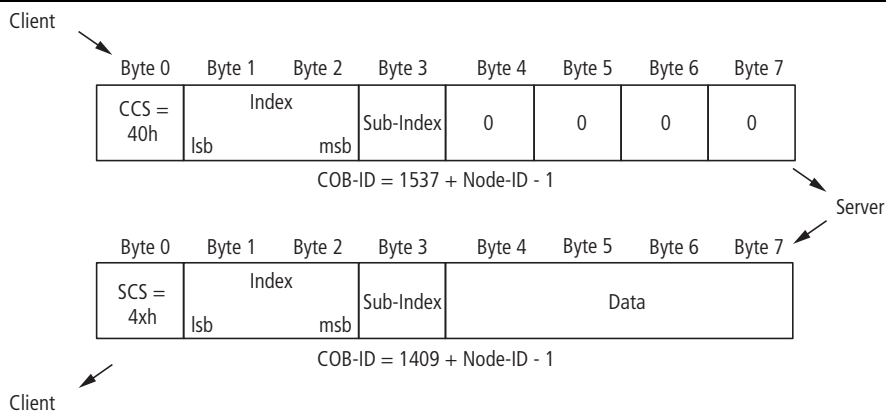 Client
Byte 0 Byte 1 Byte 2 Byte 3 Byte 4 Byte 5 Byte 6 Byte 7
CCS =
40h
Index
lsb msb
Sub-Index
0 0 0 0
COB-ID = 1537 + Node-ID - 1
Server
Byte 0 Byte 1 Byte 2 Byte 3 Byte 4 Byte 5 Byte 6 Byte 7
SCS =
4xh
Index
lsb msb
Sub-Index
Data
COB-ID = 1409 + Node-ID - 1
Client